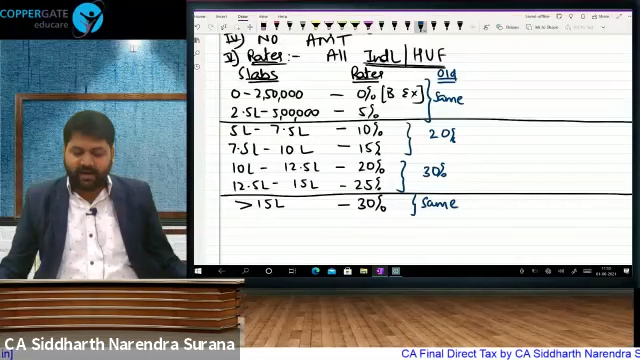 COPPERGATE
educare
IV) No AMT
V) Rates :- All Indl | HUF
Slabs Rates Old
0 - 2,50,000 - 0% [B Ex] Same
2.5L - 5,00,000 - 5%
5L - 7.5L - 10% 20%
7.5L - 10L - 15%
10L - 12.5L - 20% 30%
12.5L - 15L - 25%
> 15L - 30% Same
CA Siddharth Narendra Surana
in] CA Final Direct Tax by CA Siddharth Narendra S